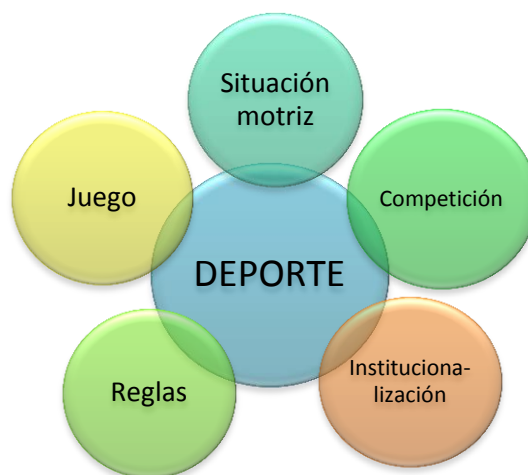 Situación
motriz
Juego
Competición
DEPORTE
Instituciona-
lización
Reglas